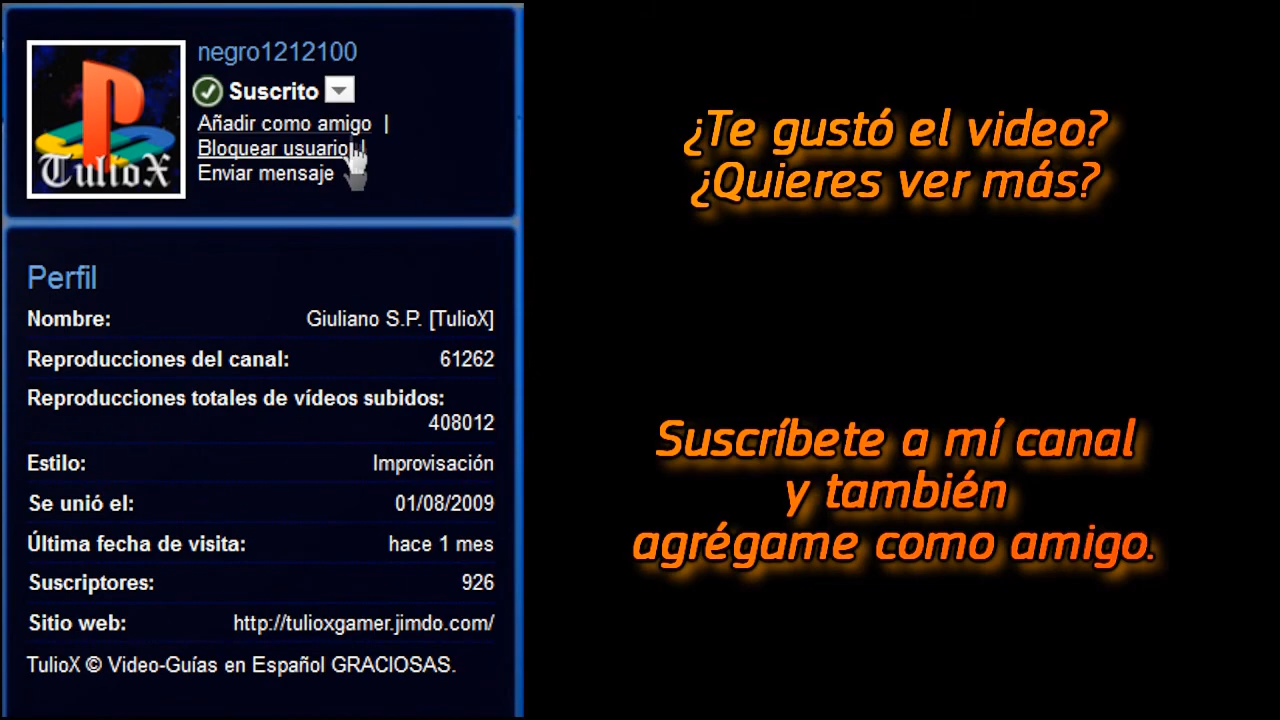 negro1212100
Suscrito
Añadir como amigo |
Bloquear usuario |
Enviar mensaje
TulioX
Perfil
Nombre: Giuliano S.P. [TulioX]
Reproducciones del canal: 61262
Reproducciones totales de vídeos subidos:
408012
Estilo: Improvisación
Se unió el: 01/08/2009
Última fecha de visita: hace 1 mes
Suscriptores: 926
Sitio web: http://tulioxgamer.jimdo.com/
TulioX © Video-Guías en Español GRACIOSAS.
¿Te gustó el video?
¿Quieres ver más?
Suscríbete a mí canal
y también
agrégame como amigo.